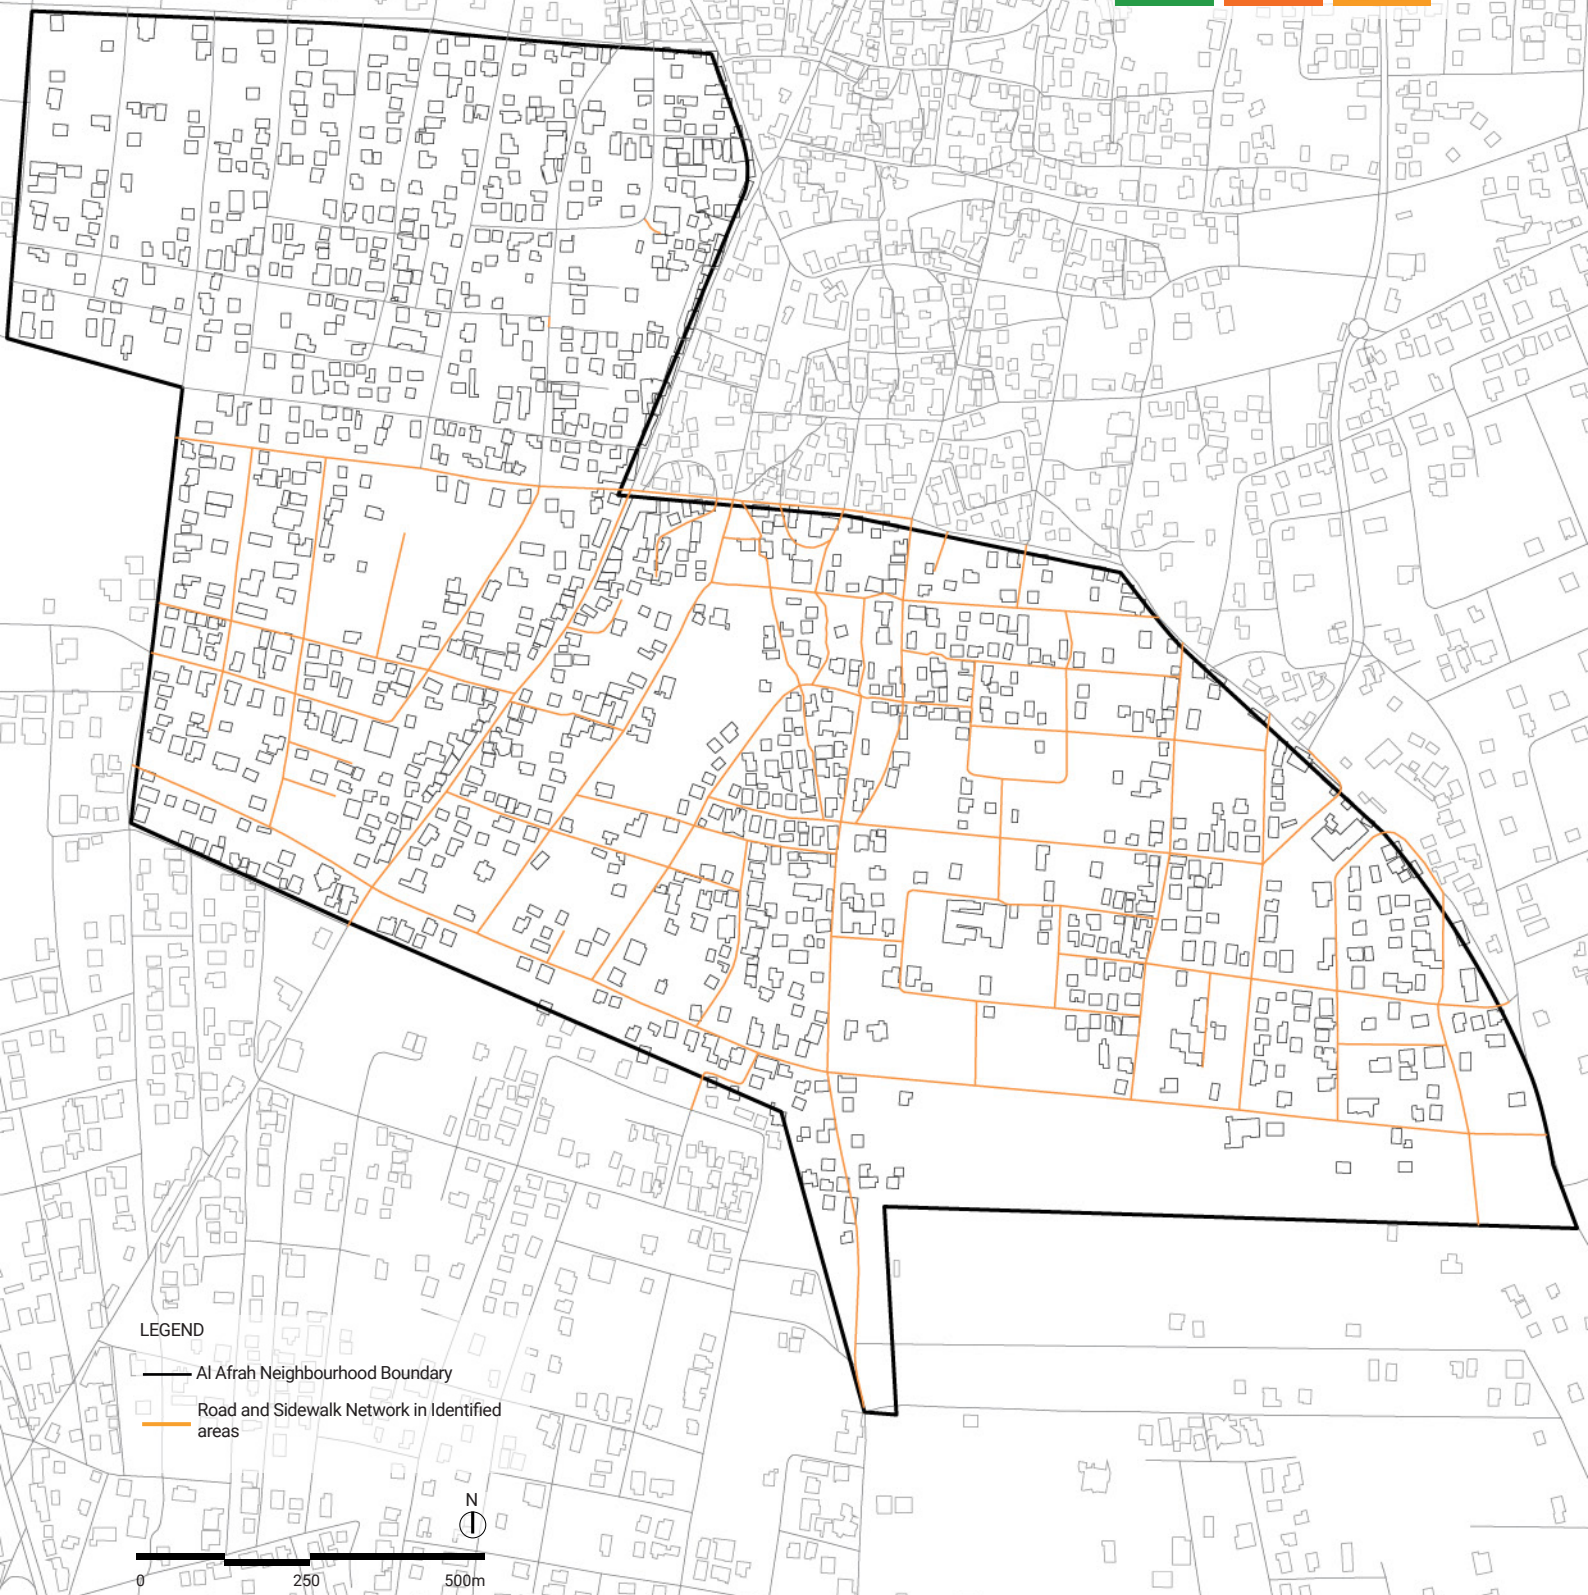 LEGEND
Al Afrah Neighbourhood Boundary
Road and Sidewalk Network in Identified
areas
N
0 250 500m